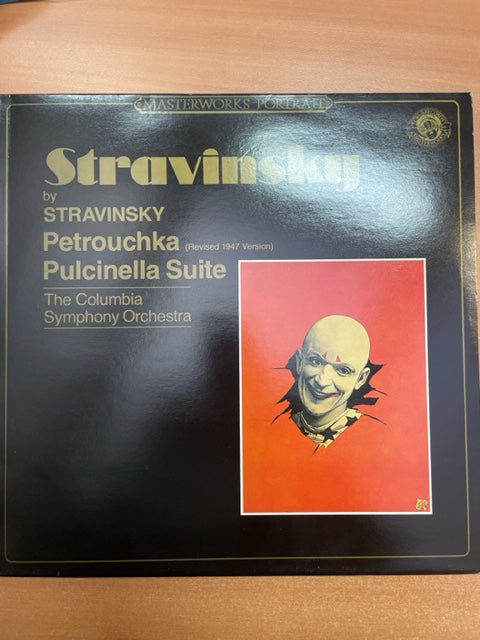 MASTERWORKS PORTRAIT
Stravinsky
by
STRAVINSKY
Petrouchka (Revised 1947 Version)
Pulcinella Suite
The Columbia
Symphony Orchestra